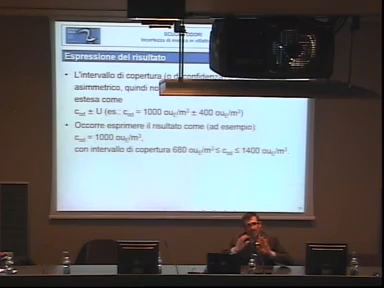 Espressione del risultato
• L'intervallo di copertura (o di confidenza
asimmetrico, quindi no
estesa come
c_od ± U (es.: c_od = 1000 ou_E/m³ ± 400 ou_E/m³)
• Occorre esprimere il risultato come (ad esempio)
c_od = 1000 ou_E/m³,
con intervallo di copertura 680 ou_E/m³ ≤ c_od ≤ 1400 ou_E/m³.